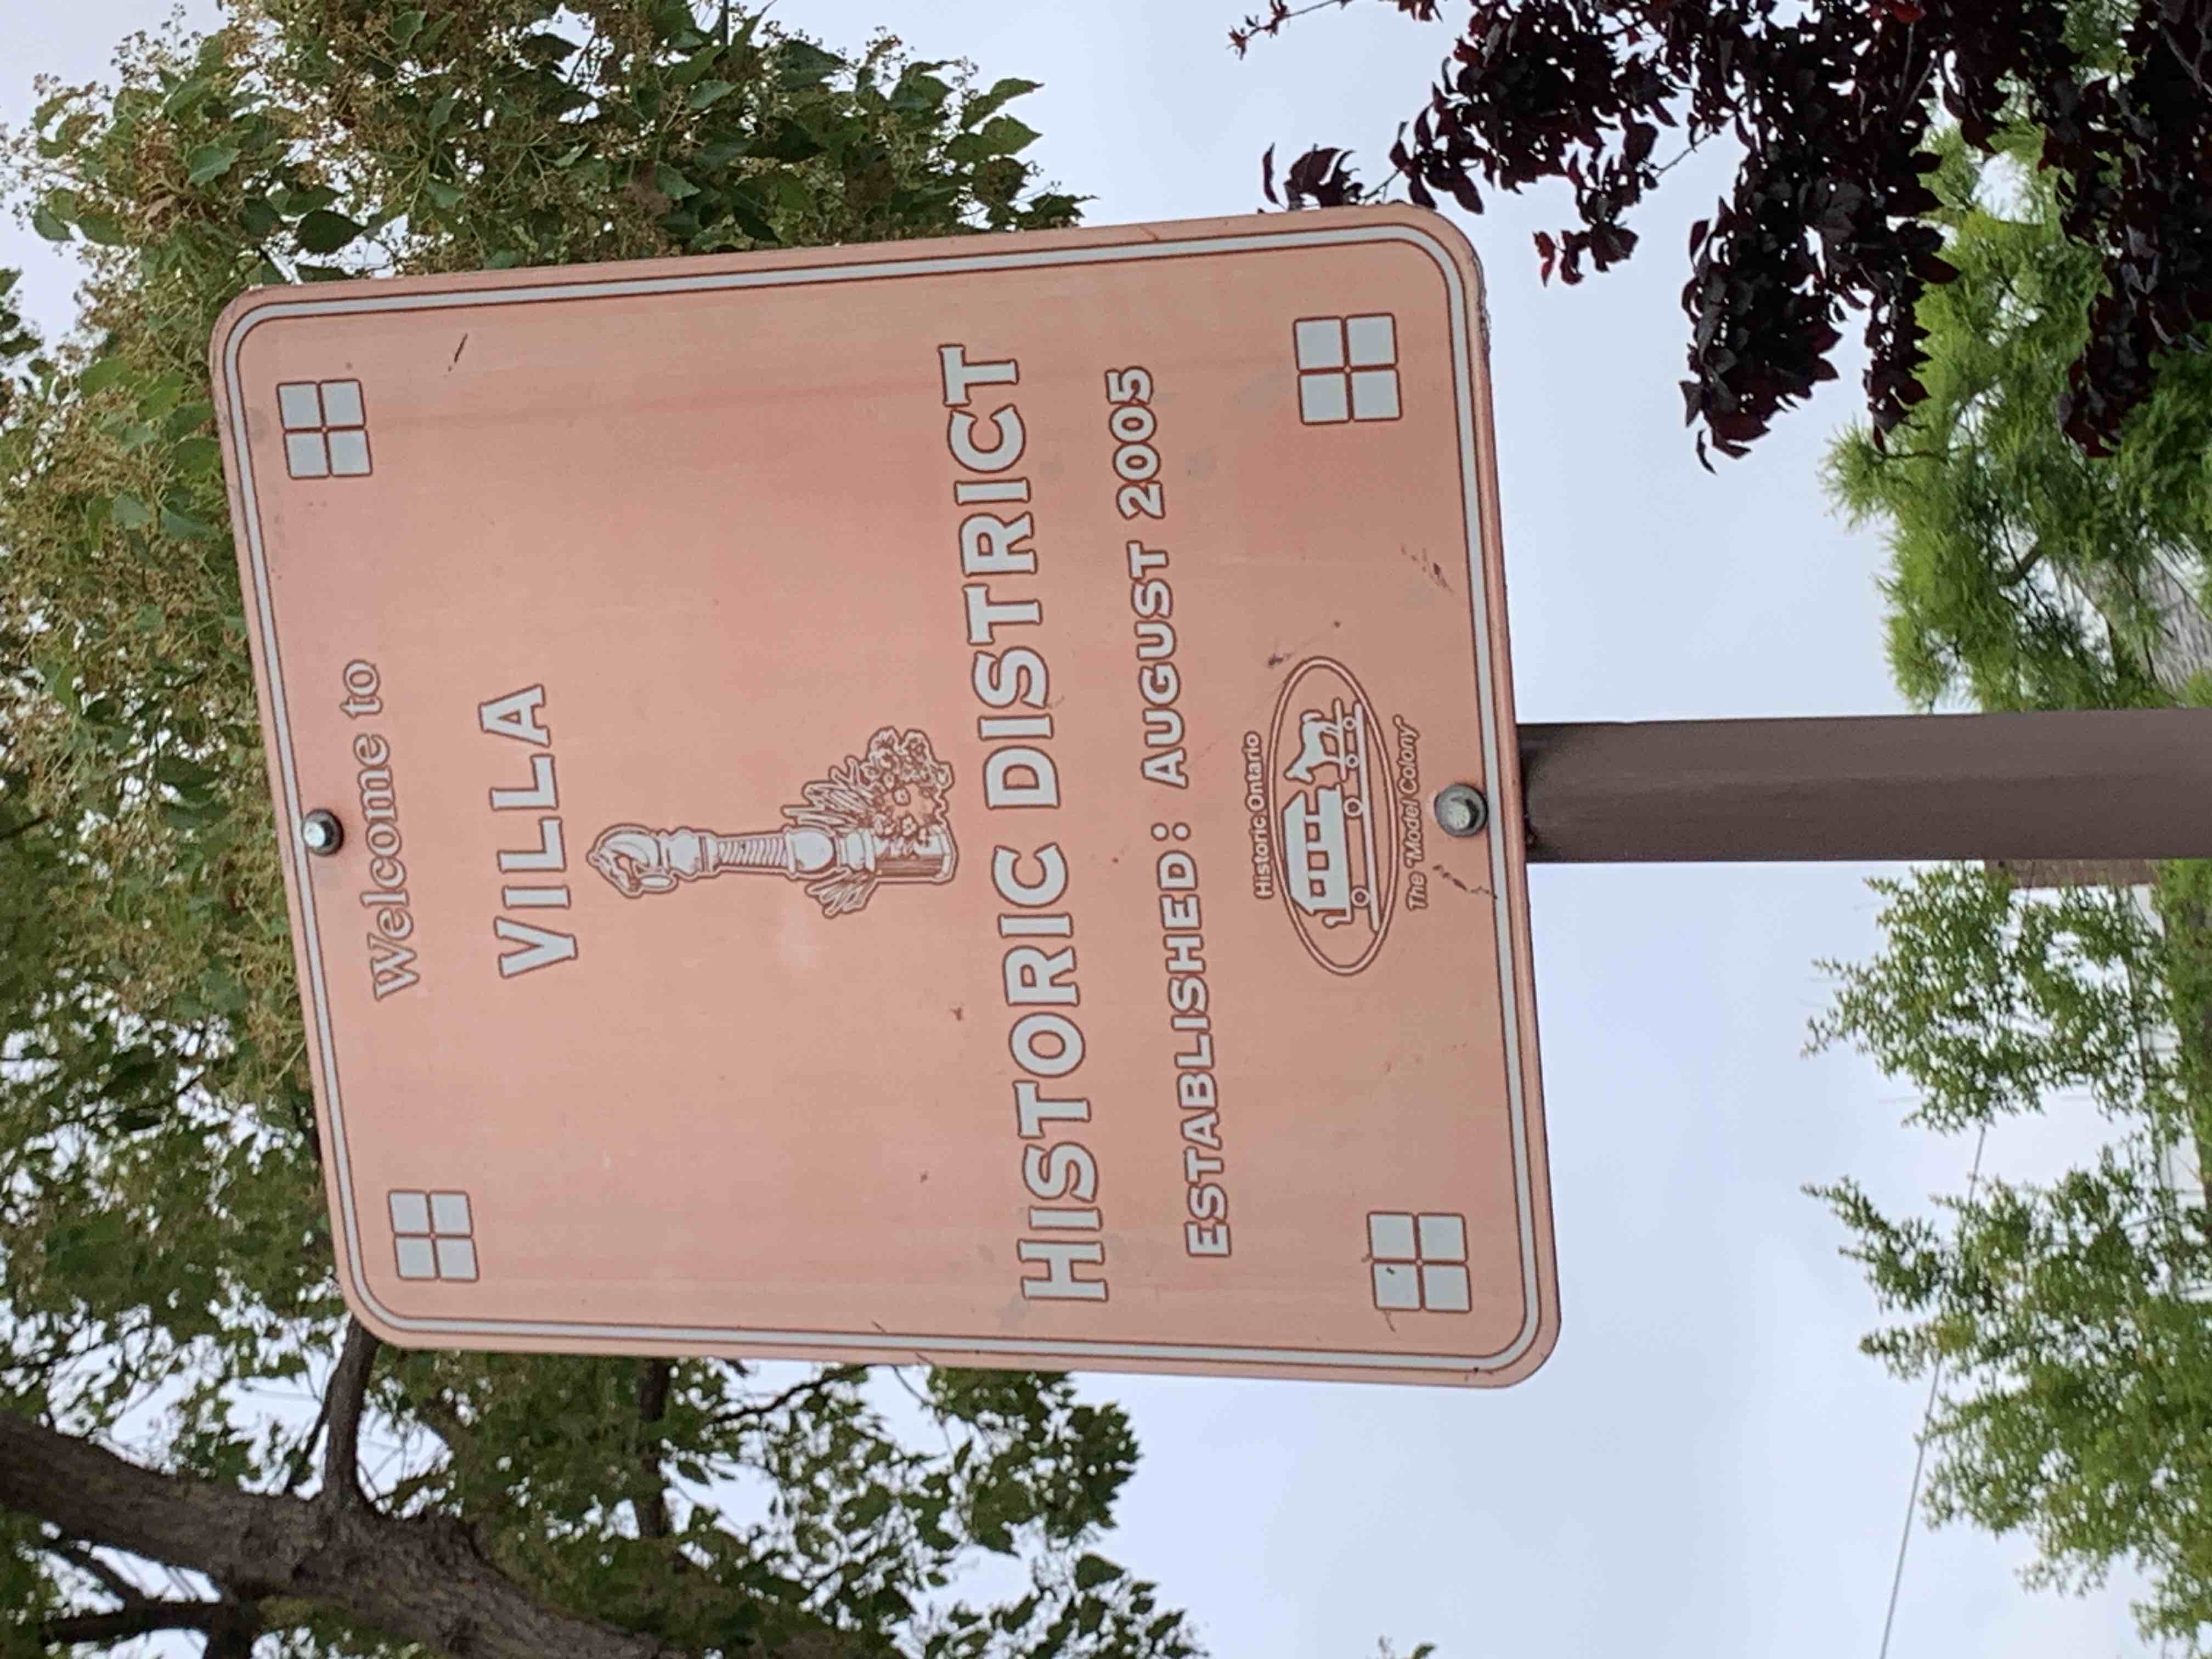 Welcome to
VILLA
HISTORIC DISTRICT
ESTABLISHED: AUGUST 2005
Historic Ontario
The "Model Colony"